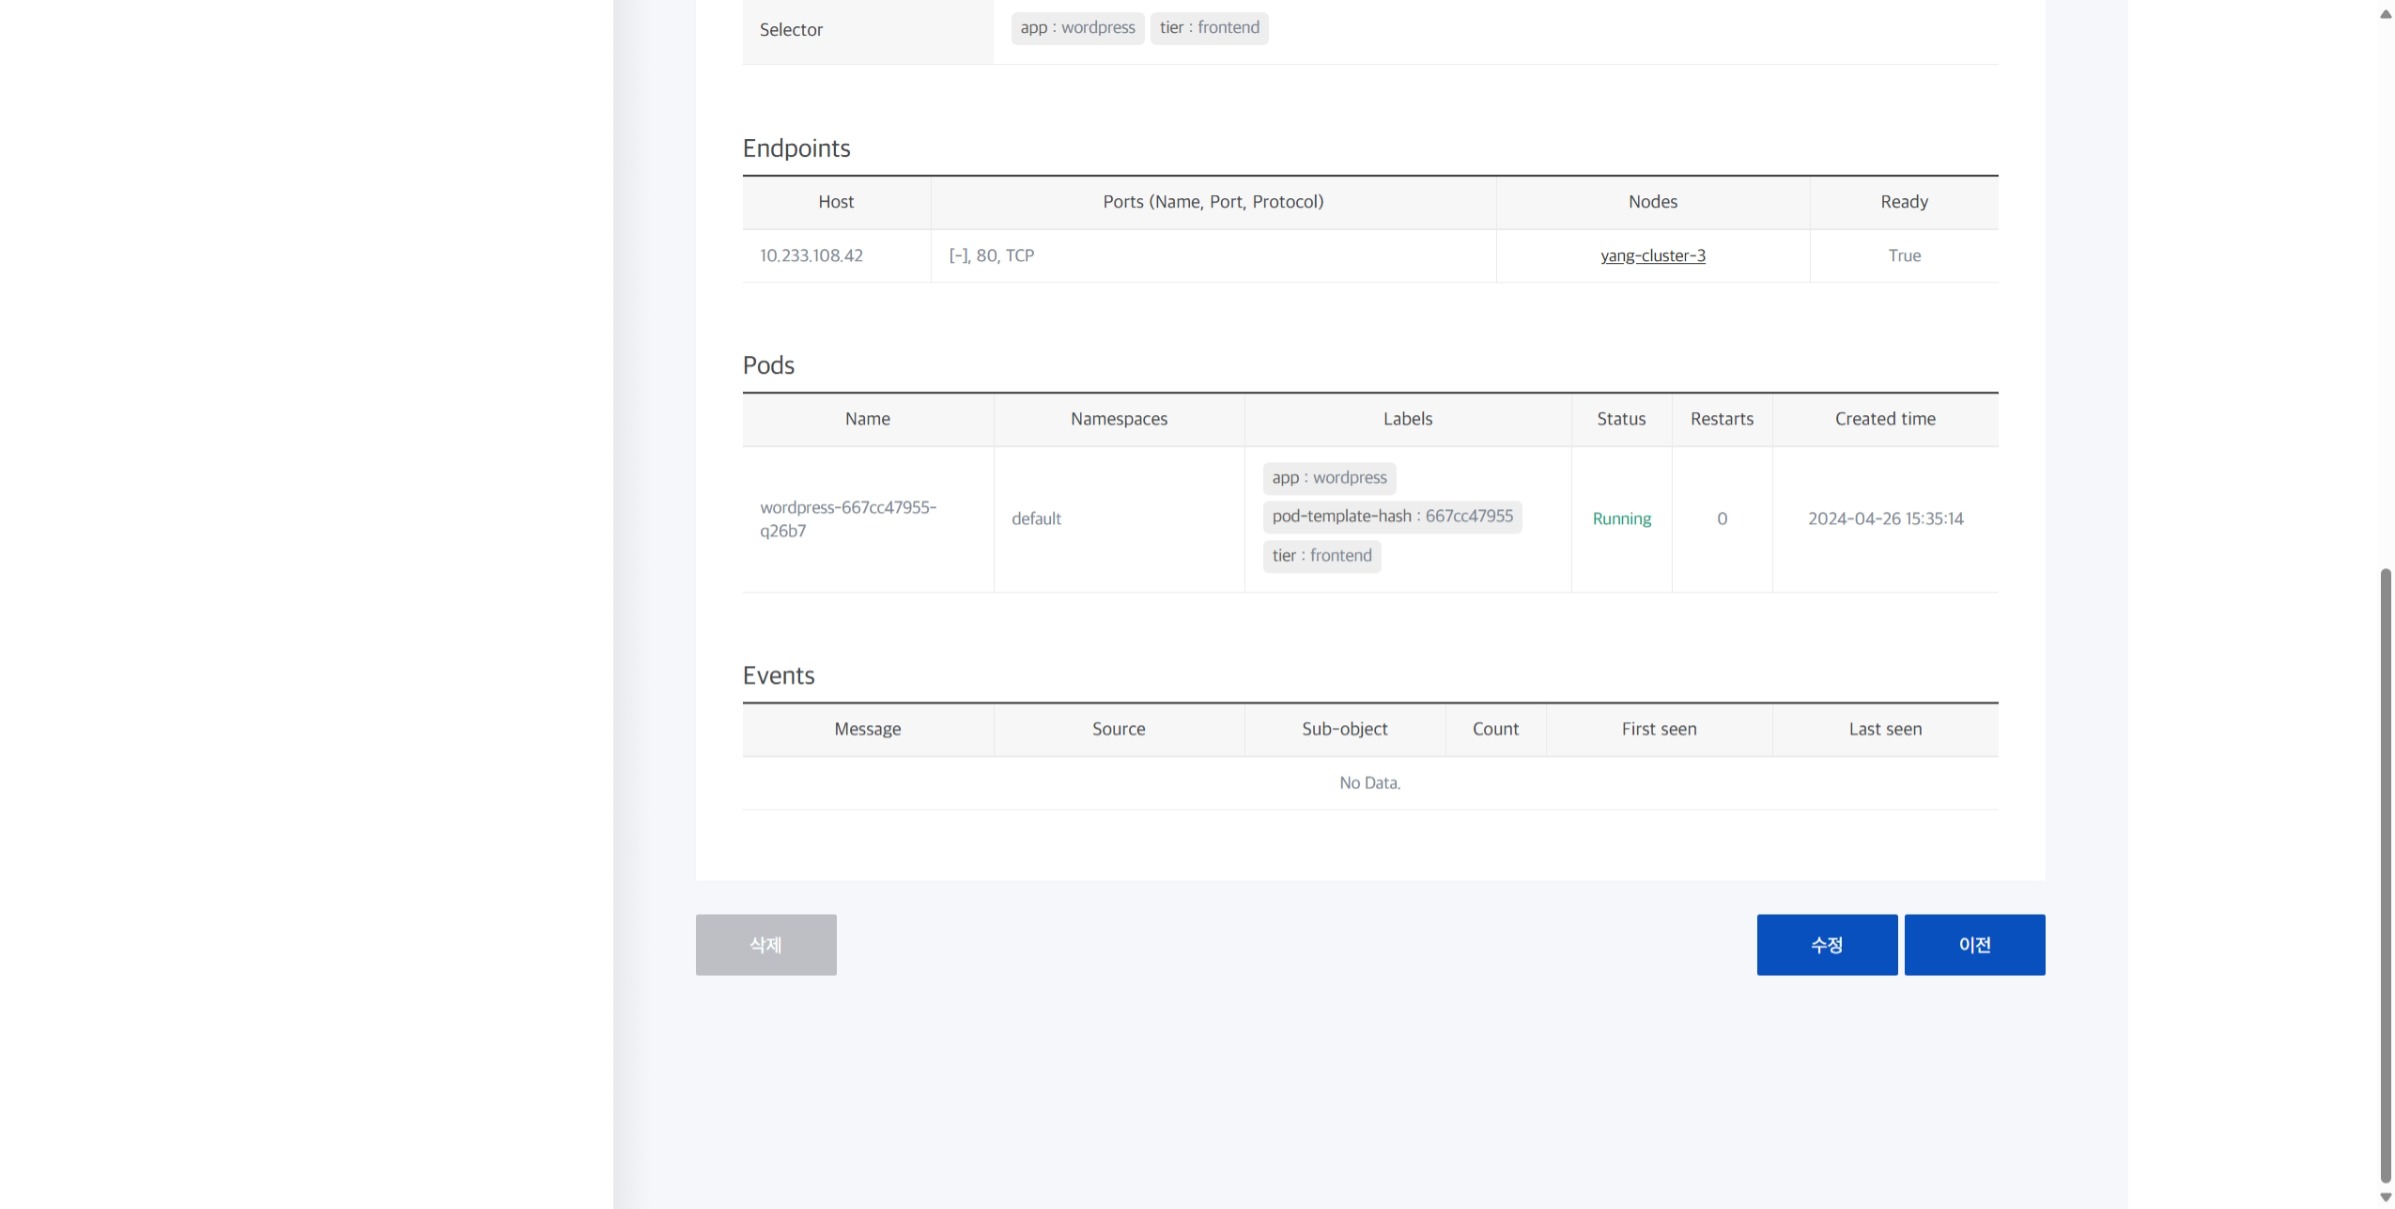 Selector app : wordpress tier : frontend
Endpoints
Host Ports (Name, Port, Protocol) Nodes Ready
10.233.108.42 [-], 80, TCP yang-cluster-3 True
Pods
Name Namespaces Labels Status Restarts Created time
wordpress-667cc47955-
q26b7
default
app : wordpress
pod-template-hash : 667cc47955
tier : frontend
Running 0 2024-04-26 15:35:14
Events
Message Source Sub-object Count First seen Last seen
No Data.
삭제 수정 이전